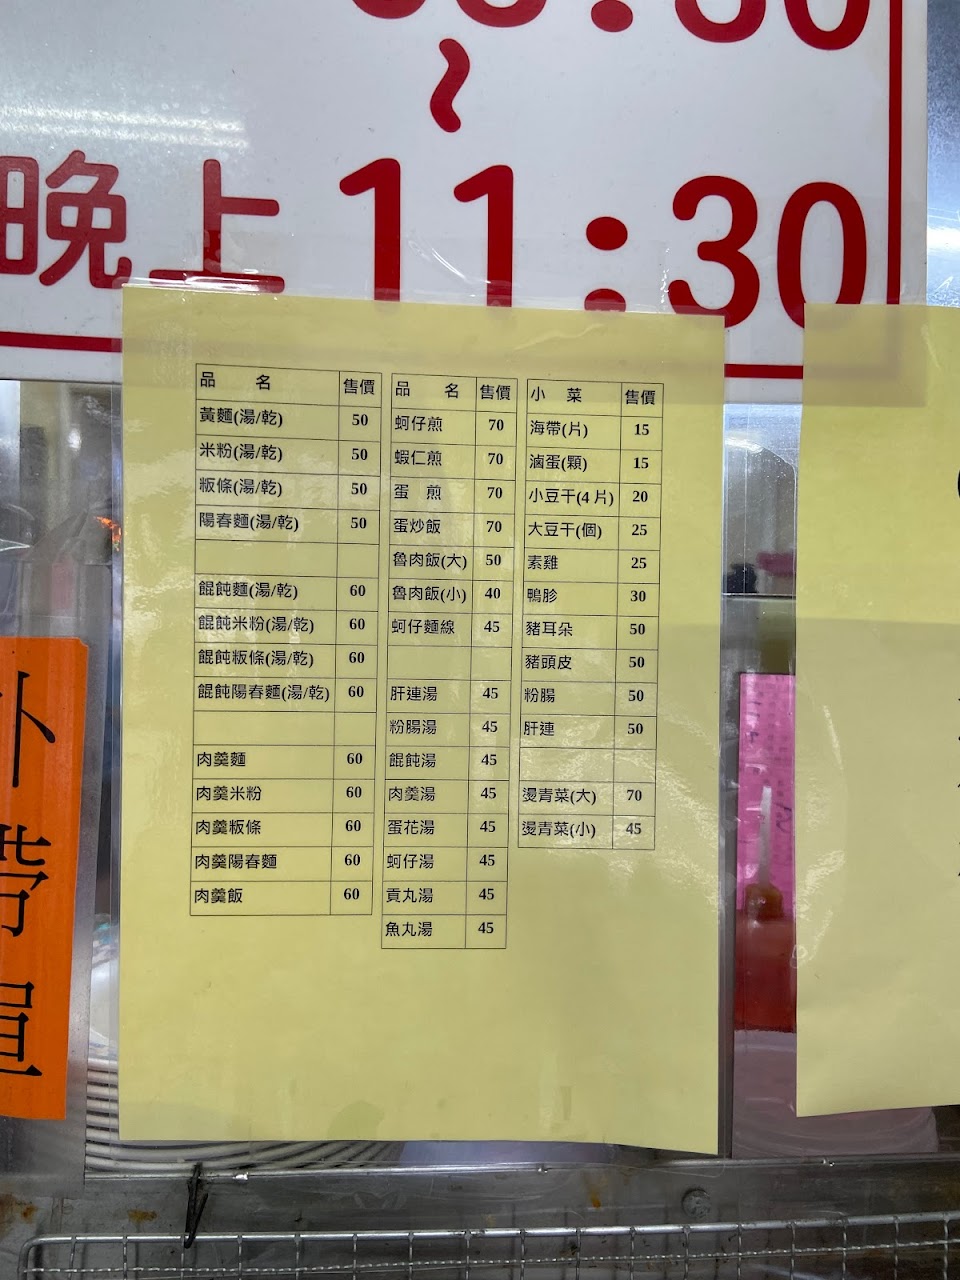 ~
晚上 11:30
品 名 售價
黃麵(湯/乾) 50
米粉(湯/乾) 50
粄條(湯/乾) 50
陽春麵(湯/乾) 50
餛飩麵(湯/乾) 60
餛飩米粉(湯/乾) 60
餛飩粄條(湯/乾) 60
餛飩陽春麵(湯/乾) 60
肉羹麵 60
肉羹米粉 60
肉羹粄條 60
肉羹陽春麵 60
肉羹飯 60
品 名 售價
蚵仔煎 70
蝦仁煎 70
蛋 煎 70
蛋炒飯 70
魯肉飯(大) 50
魯肉飯(小) 40
蚵仔麵線 45
肝連湯 45
粉腸湯 45
餛飩湯 45
肉羹湯 45
蛋花湯 45
蚵仔湯 45
貢丸湯 45
魚丸湯 45
小 菜 售價
海帶(片) 15
滷蛋(顆) 15
小豆干(4 片) 20
大豆干(個) 25
素雞 25
鴨胗 30
豬耳朵 50
豬頭皮 50
粉腸 50
肝連 50
燙青菜(大) 70
燙青菜(小) 45